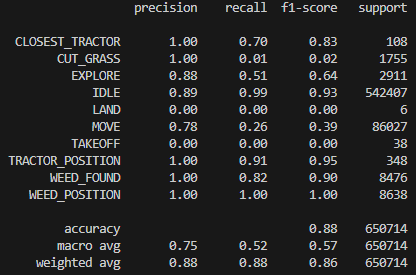 precision recall f1-score support
CLOSEST_TRACTOR 1.00 0.70 0.83 108
CUT_GRASS 1.00 0.01 0.02 1755
EXPLORE 0.88 0.51 0.64 2911
IDLE 0.89 0.99 0.93 542407
LAND 0.00 0.00 0.00 6
MOVE 0.78 0.26 0.39 86027
TAKEOFF 0.00 0.00 0.00 38
TRACTOR_POSITION 1.00 0.91 0.95 348
WEED_FOUND 1.00 0.82 0.90 8476
WEED_POSITION 1.00 1.00 1.00 8638
accuracy 0.88 650714
macro avg 0.75 0.52 0.57 650714
weighted avg 0.88 0.88 0.86 650714